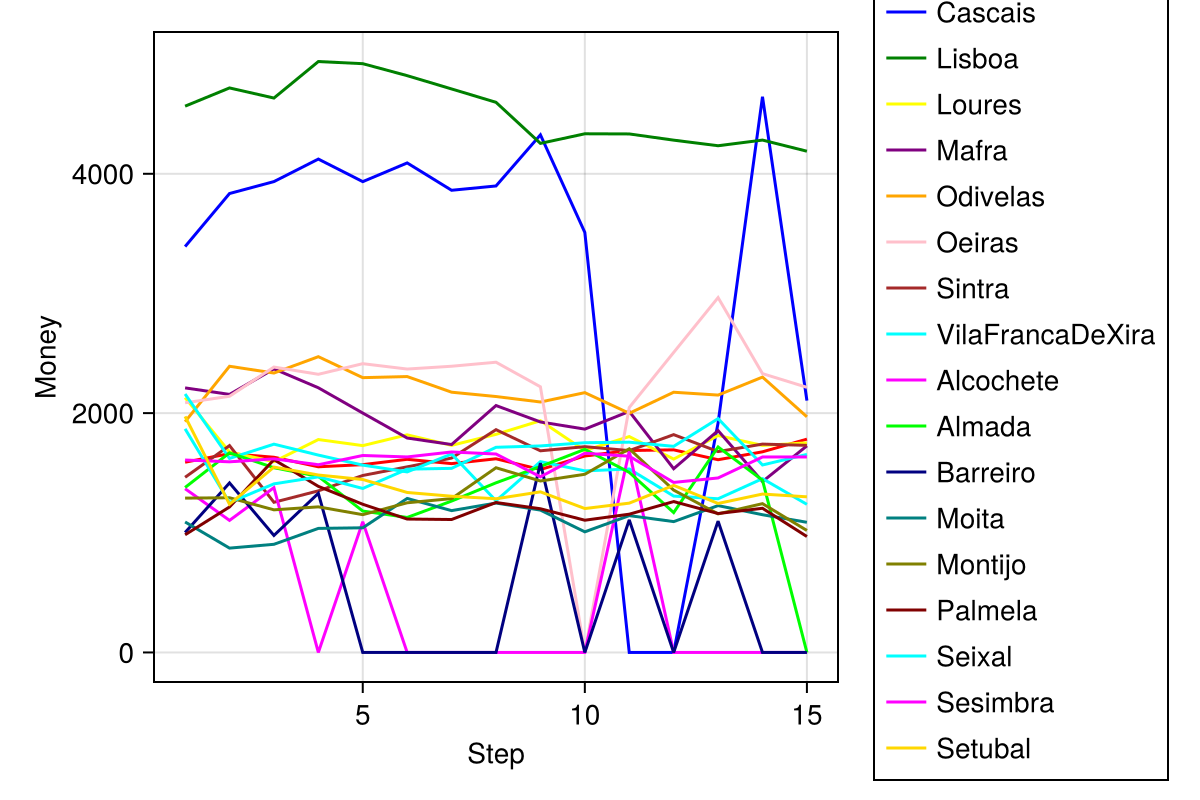 Cascais
Lisboa
Loures
Mafra
Odivelas
Oeiras
Sintra
VilaFrancaDeXira
Alcochete
Almada
Barreiro
Moita
Montijo
Palmela
Seixal
Sesimbra
Setubal
4000
2000
0
Money
5 10 15
Step